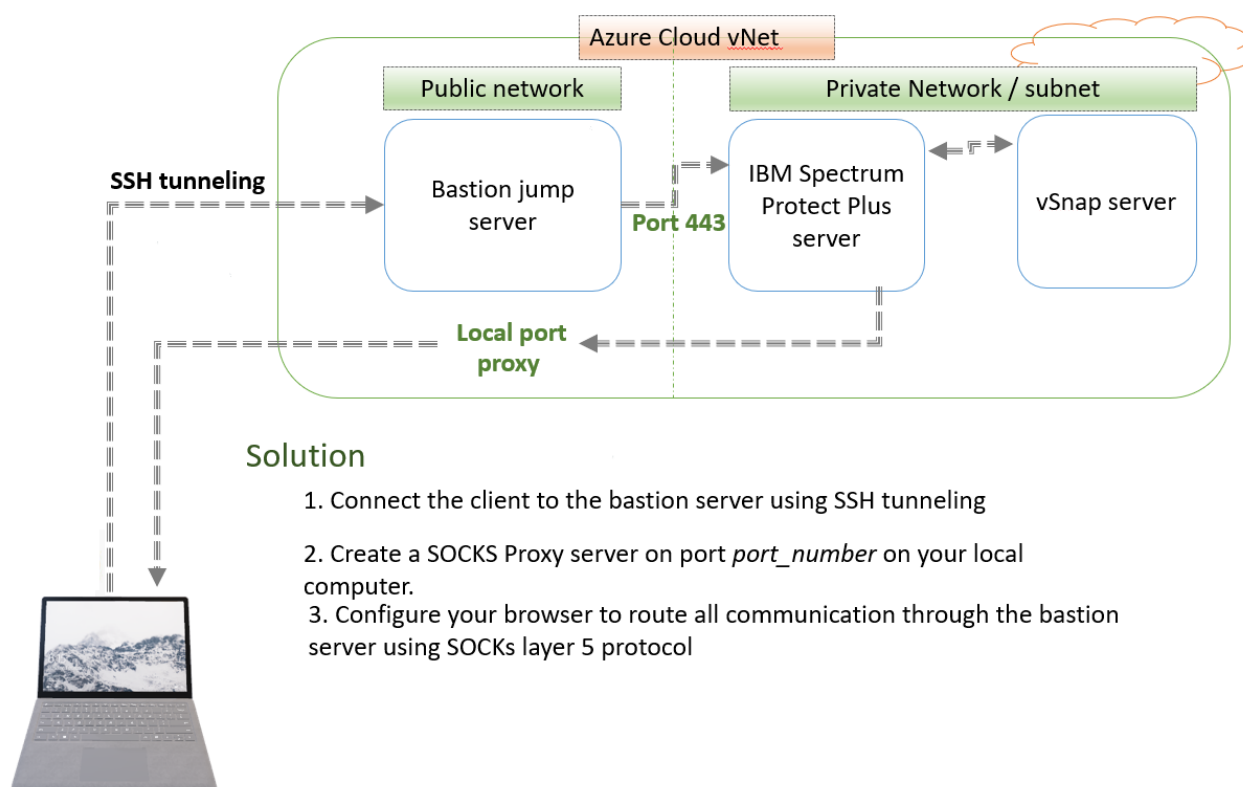 Azure Cloud vNet
Public network
Private Network / subnet
SSH tunneling
Bastion jump
server
Port 443
IBM Spectrum
Protect Plus
server
vSnap server
Local port
proxy
Solution
1. Connect the client to the bastion server using SSH tunneling
2. Create a SOCKS Proxy server on port port_number on your local
computer.
3. Configure your browser to route all communication through the bastion
server using SOCKs layer 5 protocol